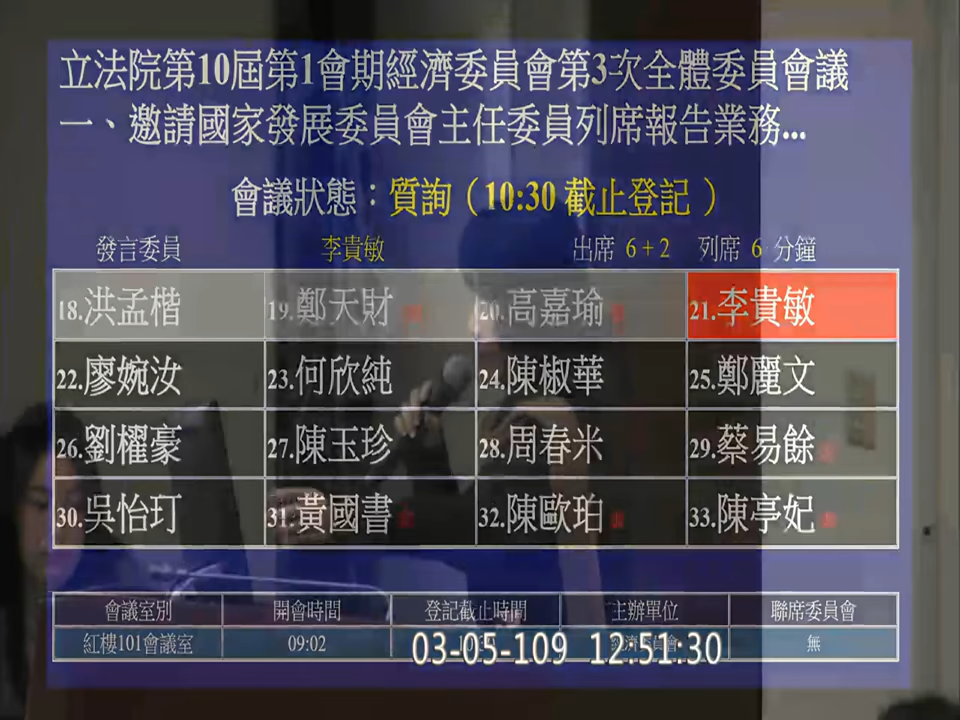 立法院第10屆第1會期經濟委員會第3次全體委員會議
一、邀請國家發展委員會主任委員列席報告業務...
會議狀態：質詢（10:30 截止登記 ）
發言委員 李貴敏 出席 6+2 列席 6 分鐘
18.洪孟楷 19.鄭天財 20.高嘉瑜 21.李貴敏
22.廖婉汝 23.何欣純 24.陳椒華 25.鄭麗文
26.劉櫂豪 27.陳玉珍 28.周春米 29.蔡易餘
30.吳怡玎 31.黃國書 32.陳歐珀 33.陳亭妃
會議室別 開會時間 登記截止時間 主辦單位 聯席委員會
紅樓101會議室 09:02 經濟委員會 無
03-05-109 12:51:30